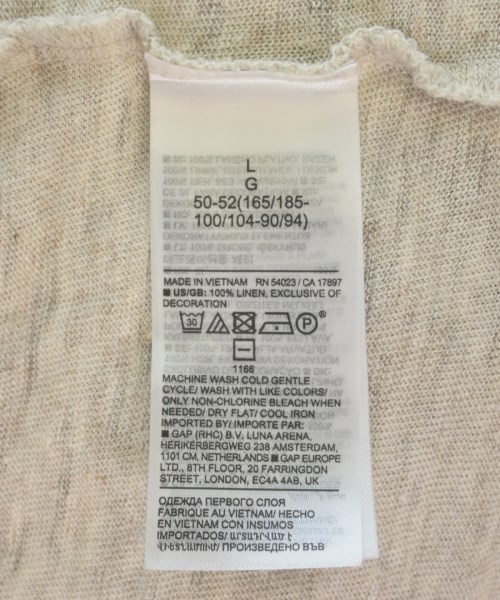 L
G
50-52(165/185-
100/104-90/94)
MADE IN VIETNAM RN 54023 / CA 17897
■ US/GB: 100% LINEN, EXCLUSIVE OF
DECORATION
30 P®
1166
MACHINE WASH COLD GENTLE
CYCLE/ WASH WITH LIKE COLORS/
ONLY NON-CHLORINE BLEACH WHEN
NEEDED/ DRY FLAT/ COOL IRON
IMPORTED BY/ IMPORTE PAR:
■ GAP (RHC) B.V. LUNA ARENA,
HERIKERBERGWEG 238 AMSTERDAM,
1101 CM, NETHERLANDS ■ GAP EUROPE
LTD., 8TH FLOOR, 20 FARRINGDON
STREET, LONDON, EC4A 4AB, UK
ОДЕЖДА ПЕРВОГО СЛОЯ
FABRIQUE AU VIETNAM/ HECHO
EN VIETNAM CON INSUMOS
IMPORTADOS/ ԱՐՏԱԴՐՎԱԾ Է
ՎԻԵՏՆԱՄՈՒՄ/ ПРОИЗВЕДЕНО ВЪВ